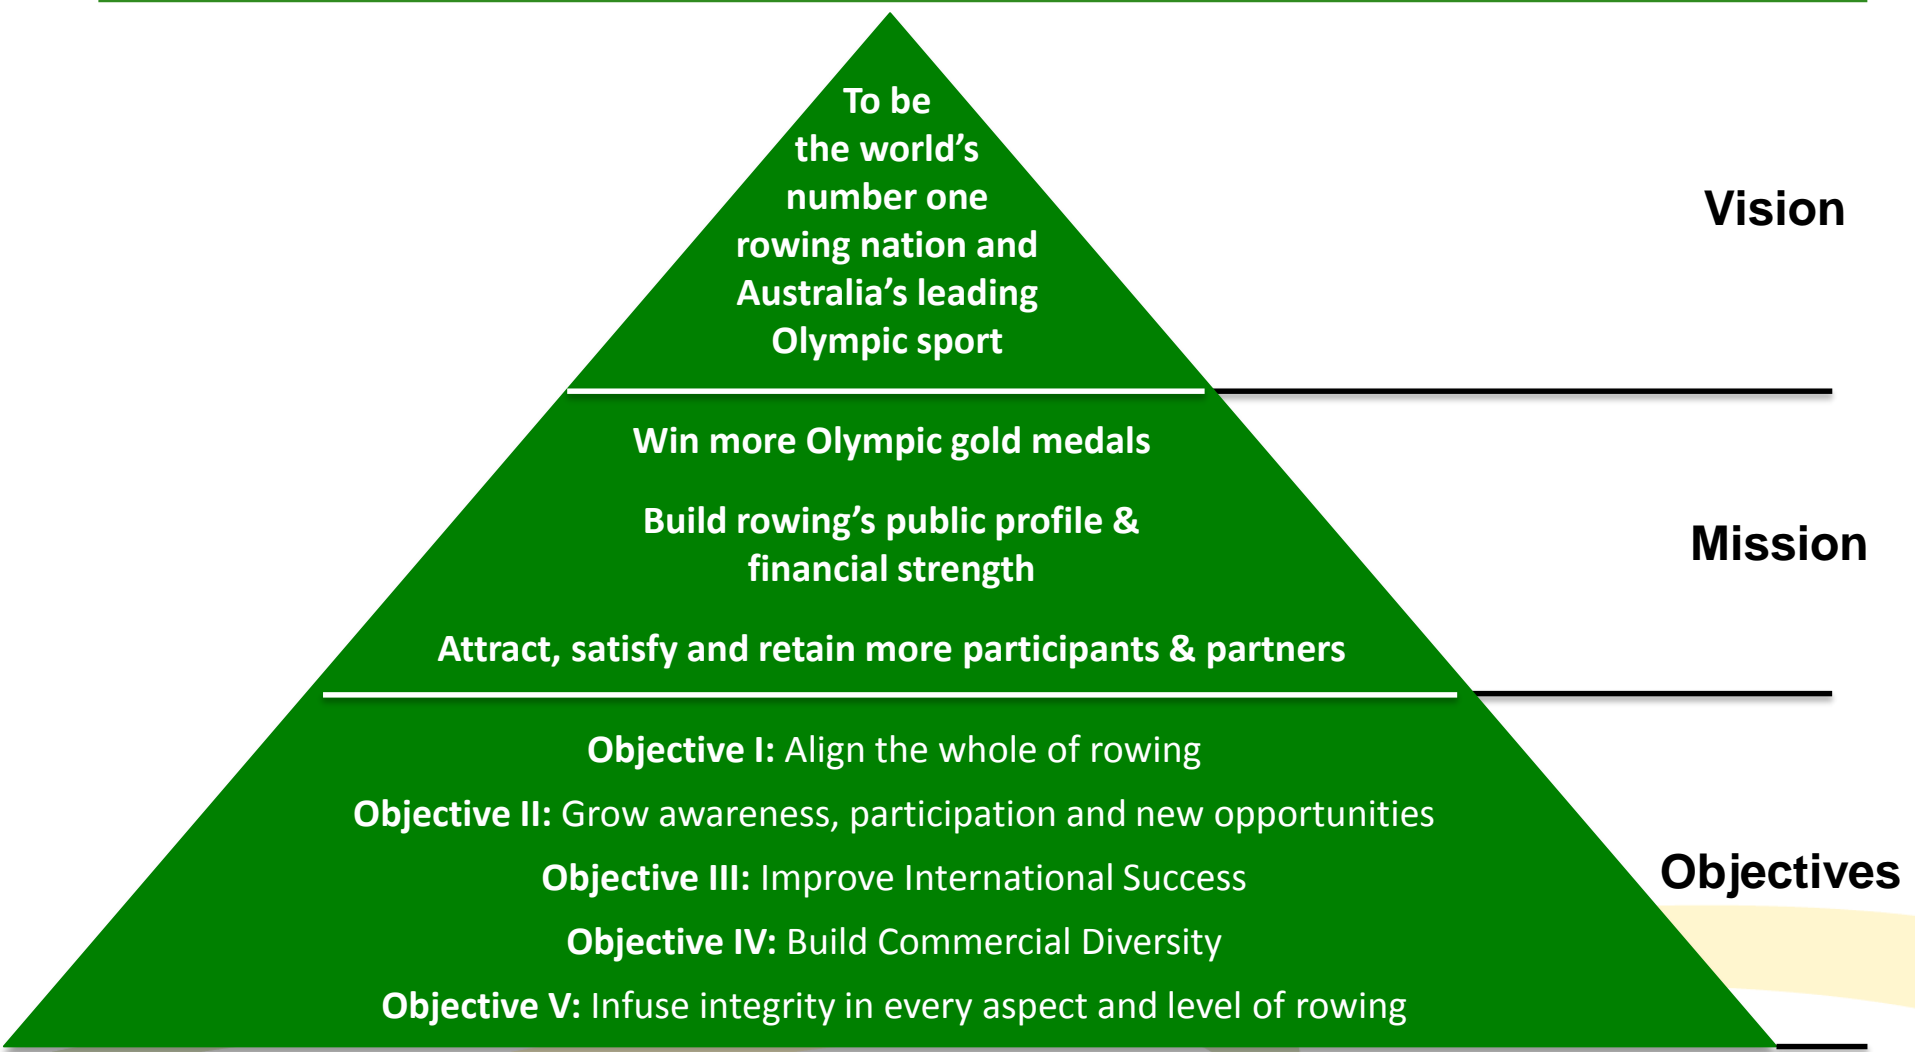 To be
the world’s
number one
rowing nation and
Australia’s leading
Olympic sport
Vision
Win more Olympic gold medals
Build rowing’s public profile &
financial strength
Attract, satisfy and retain more participants & partners
Mission
Objective I: Align the whole of rowing
Objective II: Grow awareness, participation and new opportunities
Objective III: Improve International Success
Objective IV: Build Commercial Diversity
Objective V: Infuse integrity in every aspect and level of rowing
Objectives